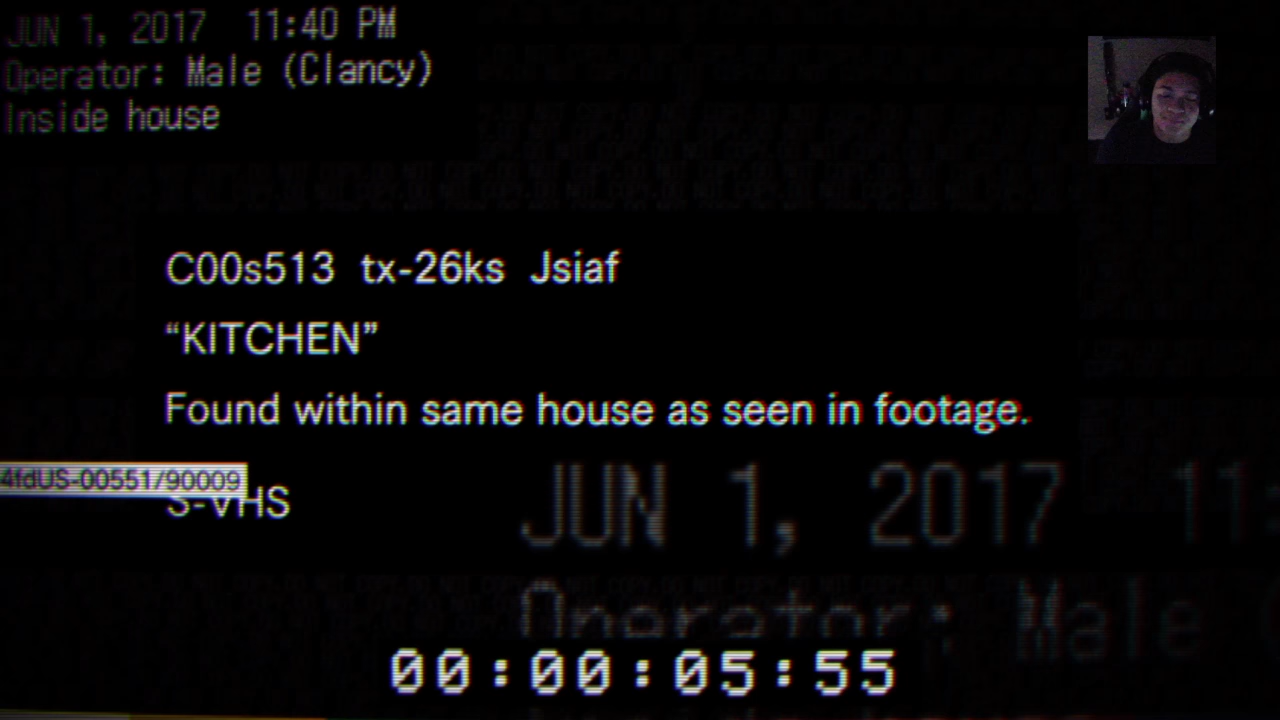 JUN 1, 2017 11:40 PM
Operator: Male (Clancy)
Inside house
C00s513 tx-26ks Jsiaf
“KITCHEN”
Found within same house as seen in footage.
4fdUS-00551/90009
S-VHS
JUN 1, 2017 11:
Operator: Male
00:00:05:55